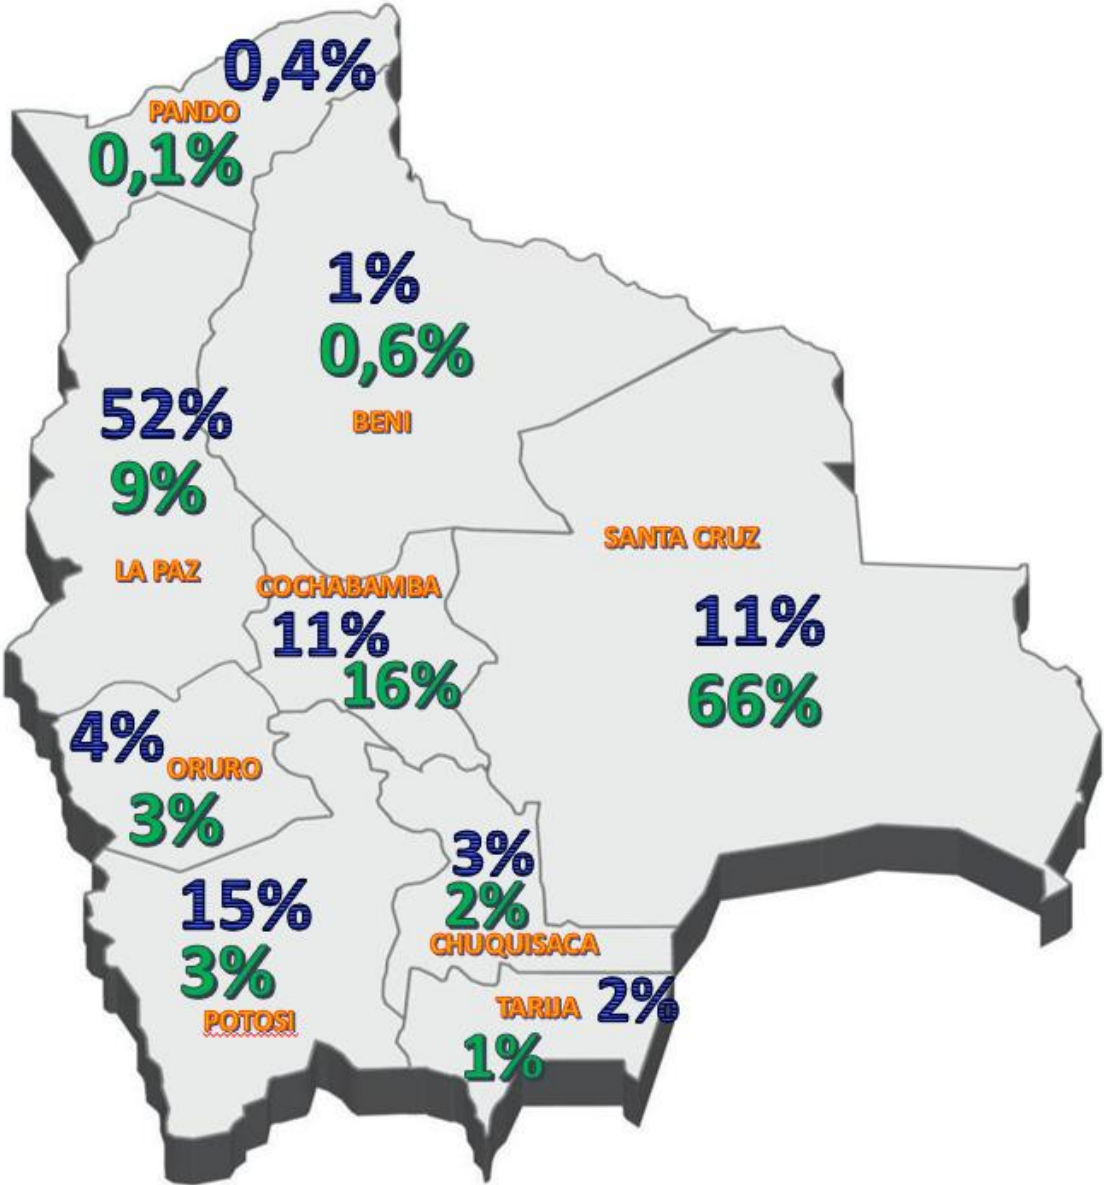 0,4%
PANDO
0,1%
1%
0,6%
BENI
52%
9%
LA PAZ
SANTA CRUZ
11%
66%
COCHABAMBA
11%
16%
4%
ORURO
3%
15%
3%
POTOSI
3%
2%
CHUQUISACA
TARIJA 2%
1%